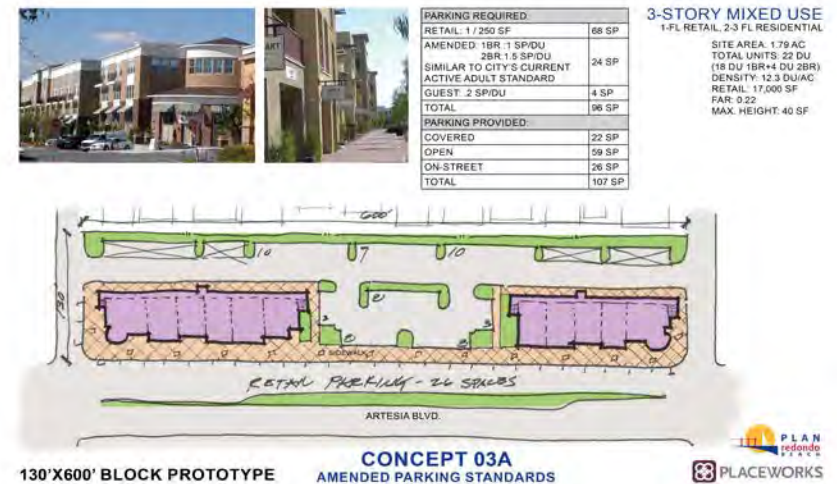 PARKING REQUIRED:
RETAIL: 1 / 250 SF 68 SP
AMENDED: 1BR :1 SP/DU
2BR:1.5 SP/DU
SIMILAR TO CITY'S CURRENT
ACTIVE ADULT STANDARD
24 SP
GUEST: .2 SP/DU 4 SP
TOTAL 96 SP
PARKING PROVIDED:
COVERED 22 SP
OPEN 59 SP
ON-STREET 26 SP
TOTAL 107 SP
3-STORY MIXED USE
1-FL RETAIL, 2-3 FL RESIDENTIAL
SITE AREA: 1.79 AC
TOTAL UNITS: 22 DU
(18 DU 1BR+4 DU 2BR)
DENSITY: 12.3 DU/AC
RETAIL: 17,000 SF
FAR: 0.22
MAX. HEIGHT: 40 SF
ART
600'
130'
10 7 10
8
SIDEWALK
RETAIL PARKING - 26 SPACES
ARTESIA BLVD.
130'X600' BLOCK PROTOTYPE
CONCEPT 03A
AMENDED PARKING STANDARDS
PLAN
redondo
BEACH
PLACEWORKS